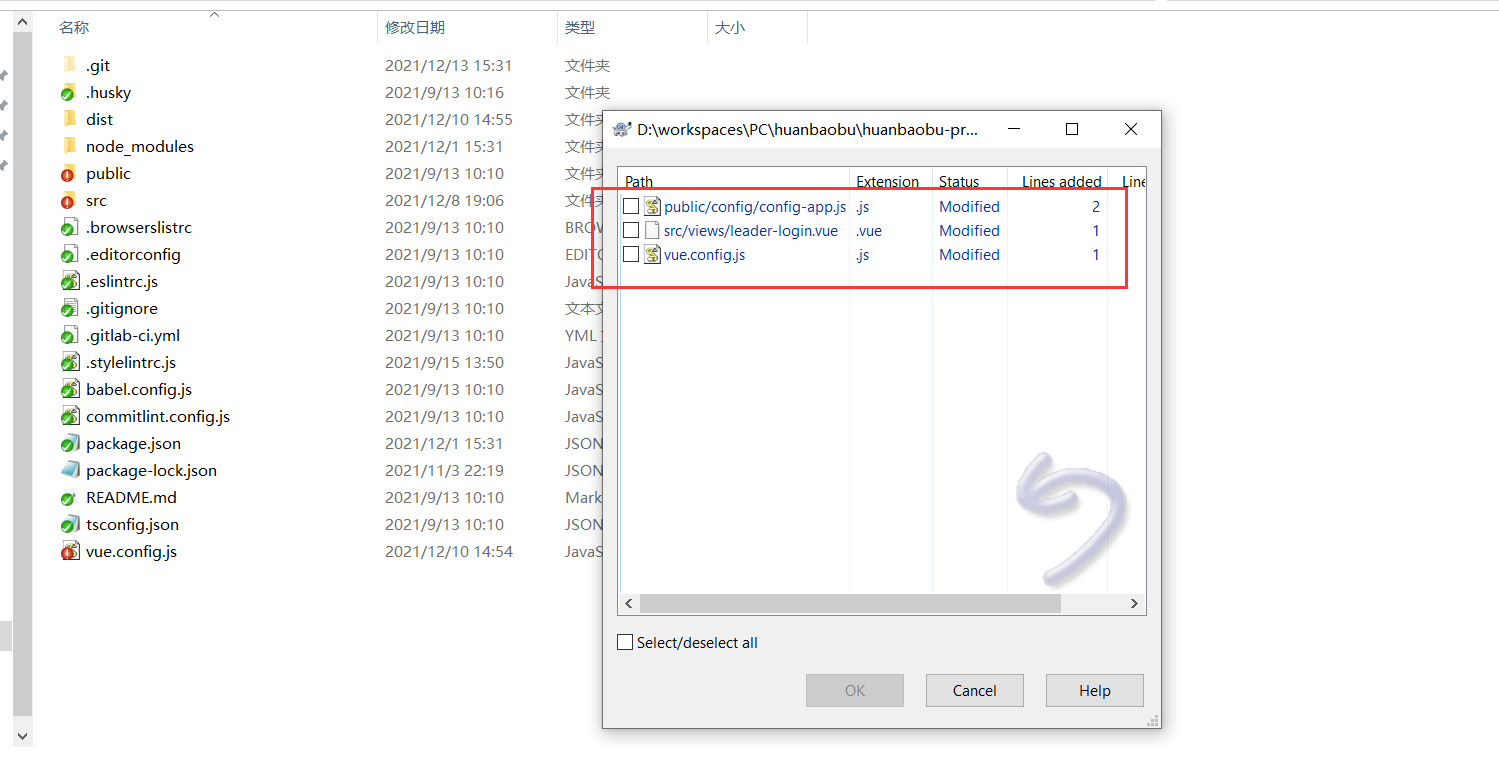 名称 修改日期 类型 大小
.git 2021/12/13 15:31 文件夹
.husky 2021/9/13 10:16 文件夹
dist 2021/12/10 14:55 文件
node_modules 2021/12/1 15:31 文件
public 2021/9/13 10:10 文件
src 2021/12/8 19:06 文件
.browserslistrc 2021/9/13 10:10 BROW
.editorconfig 2021/9/13 10:10 EDITO
.eslintrc.js 2021/9/13 10:10 JavaS
.gitignore 2021/9/13 10:10 文本文
.gitlab-ci.yml 2021/9/13 10:10 YML
.stylelintrc.js 2021/9/15 13:50 JavaS
babel.config.js 2021/9/13 10:10 JavaS
commitlint.config.js 2021/9/13 10:10 JavaS
package.json 2021/12/1 15:31 JSON
package-lock.json 2021/11/3 22:19 JSON
README.md 2021/9/13 10:10 Mark
tsconfig.json 2021/9/13 10:10 JSON
vue.config.js 2021/12/10 14:54 JavaS
D:\workspaces\PC\huanbaobu\huanbaobu-pr...
Path Extension Status Lines added Line
public/config/config-app.js .js Modified 2
src/views/leader-login.vue .vue Modified 1
vue.config.js .js Modified 1
Select/deselect all
OK Cancel Help